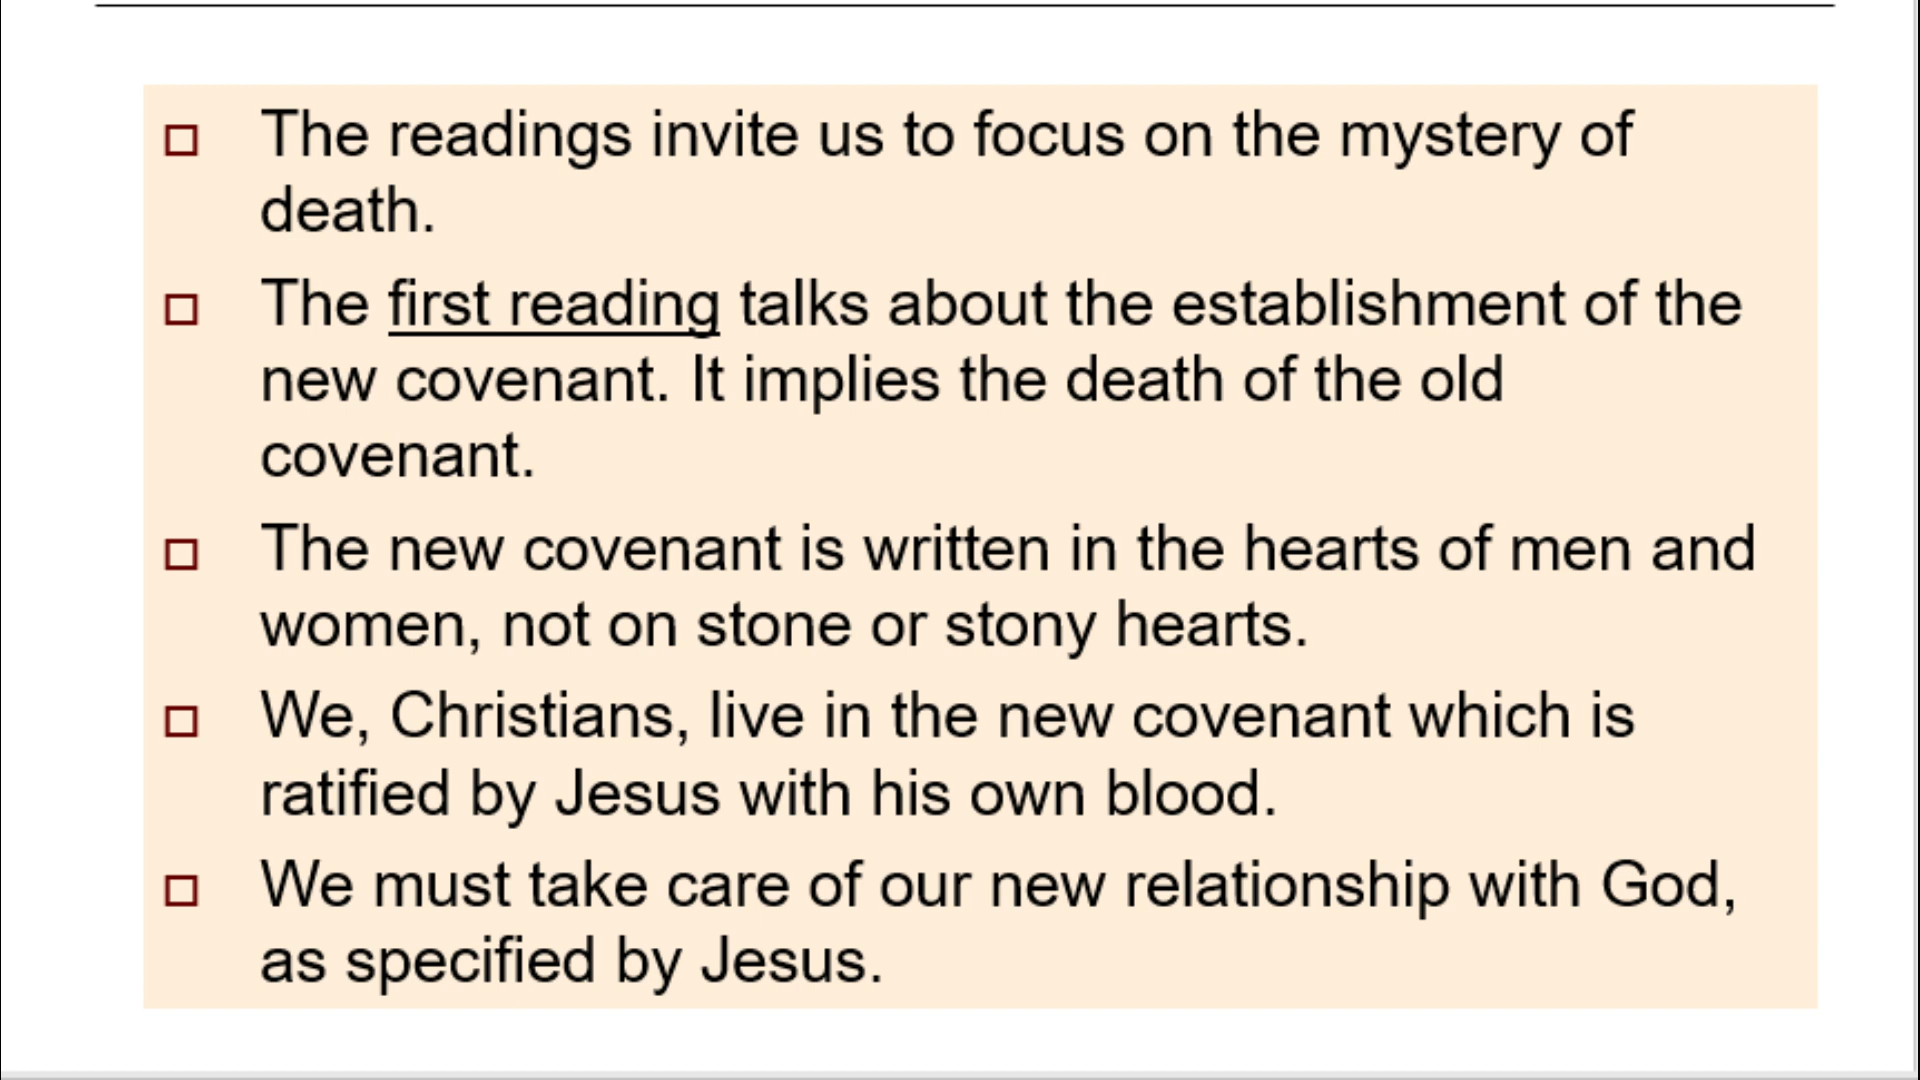 The readings invite us to focus on the mystery of
death.
The first reading talks about the establishment of the
new covenant. It implies the death of the old
covenant.
The new covenant is written in the hearts of men and
women, not on stone or stony hearts.
We, Christians, live in the new covenant which is
ratified by Jesus with his own blood.
We must take care of our new relationship with God,
as specified by Jesus.